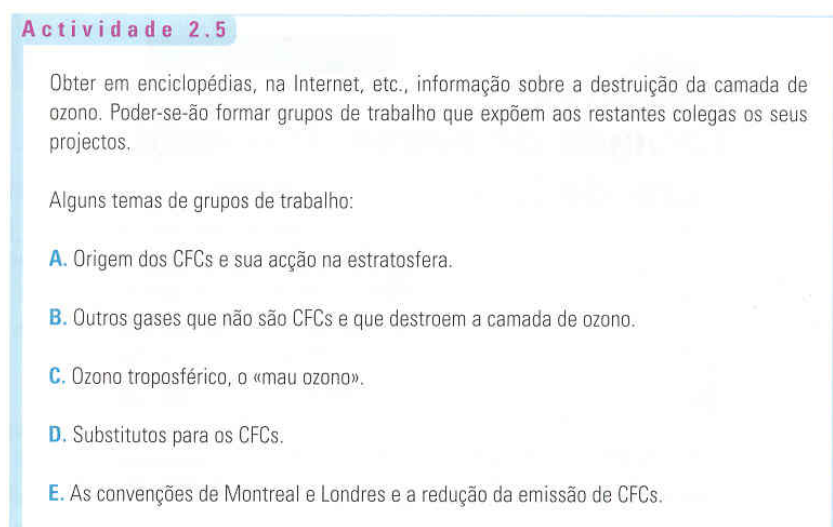 Actividade 2.5
Obter em enciclopédias, na Internet, etc., informação sobre a destruição da camada de
ozono. Poder-se-ão formar grupos de trabalho que expõem aos restantes colegas os seus
projectos.
Alguns temas de grupos de trabalho:
A. Origem dos CFCs e sua acção na estratosfera.
B. Outros gases que não são CFCs e que destroem a camada de ozono.
C. Ozono troposférico, o «mau ozono».
D. Substitutos para os CFCs.
E. As convenções de Montreal e Londres e a redução da emissão de CFCs.